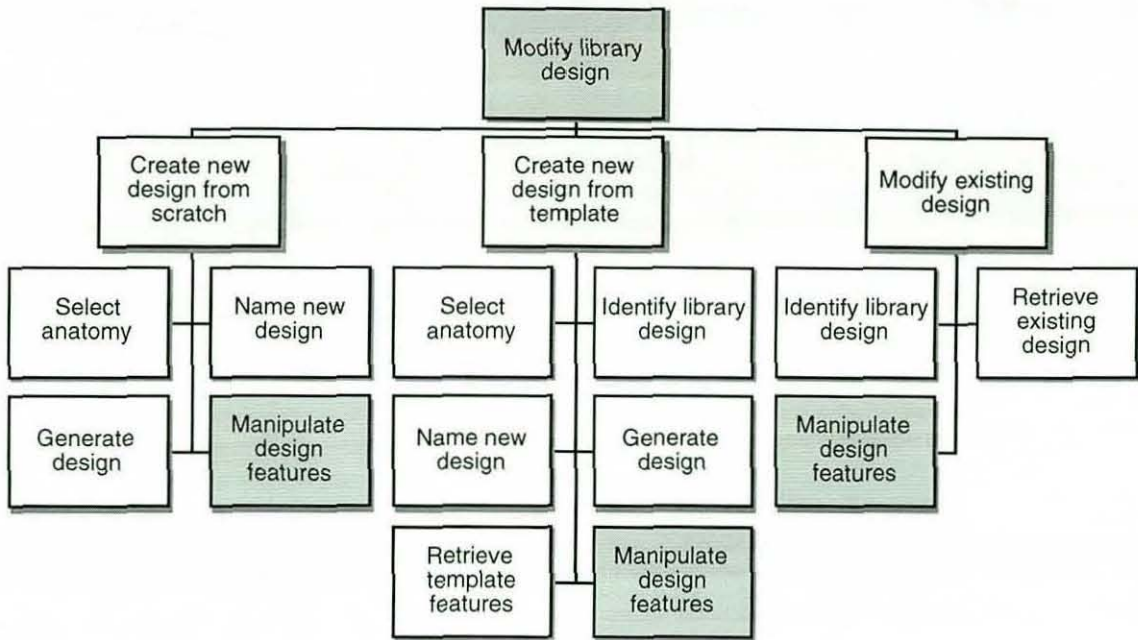 Modify library
design
Create new
design from
scratch
Create new
design from
template
Modify existing
design
Select
anatomy
Name new
design
Select
anatomy
Identify library
design
Identify library
design
Retrieve
existing
design
Generate
design
Manipulate
design
features
Name new
design
Generate
design
Manipulate
design
features
Retrieve
template
features
Manipulate
design
features